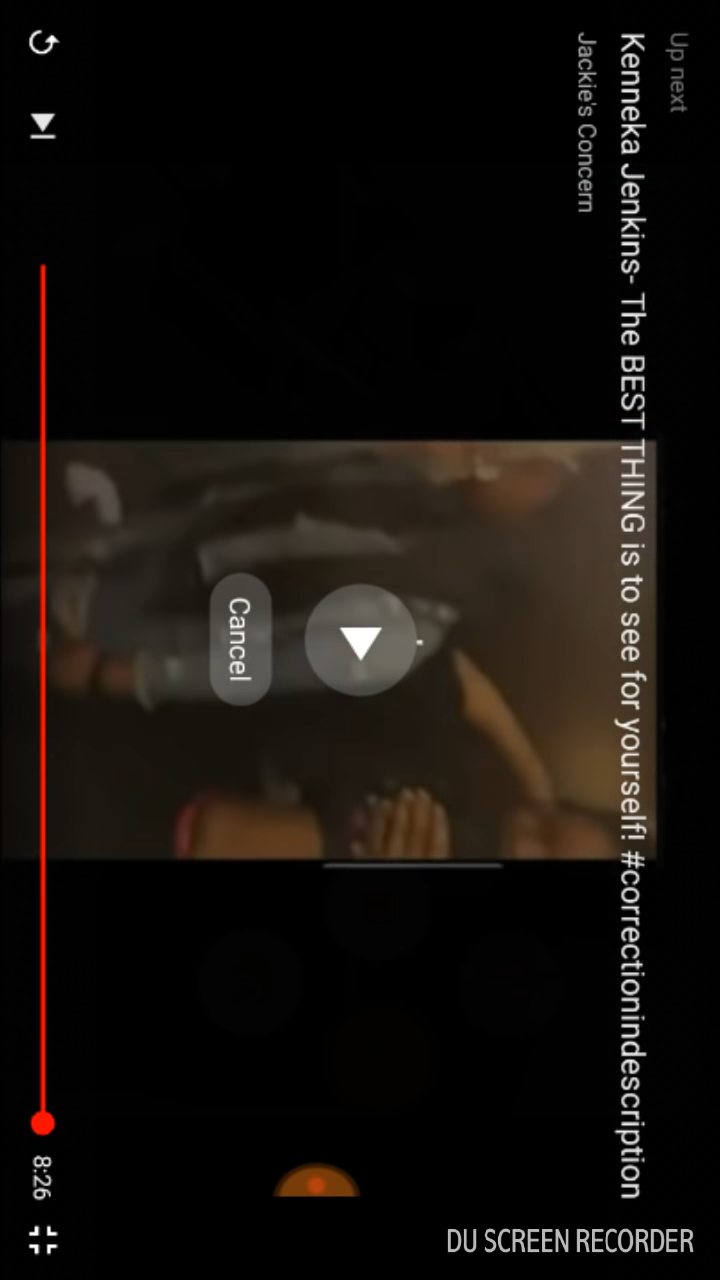 Up next
Kenneka Jenkins- The BEST THING is to see for yourself! #correctionindescription
Jackie's Concern
Cancel
8:26
DU SCREEN RECORDER